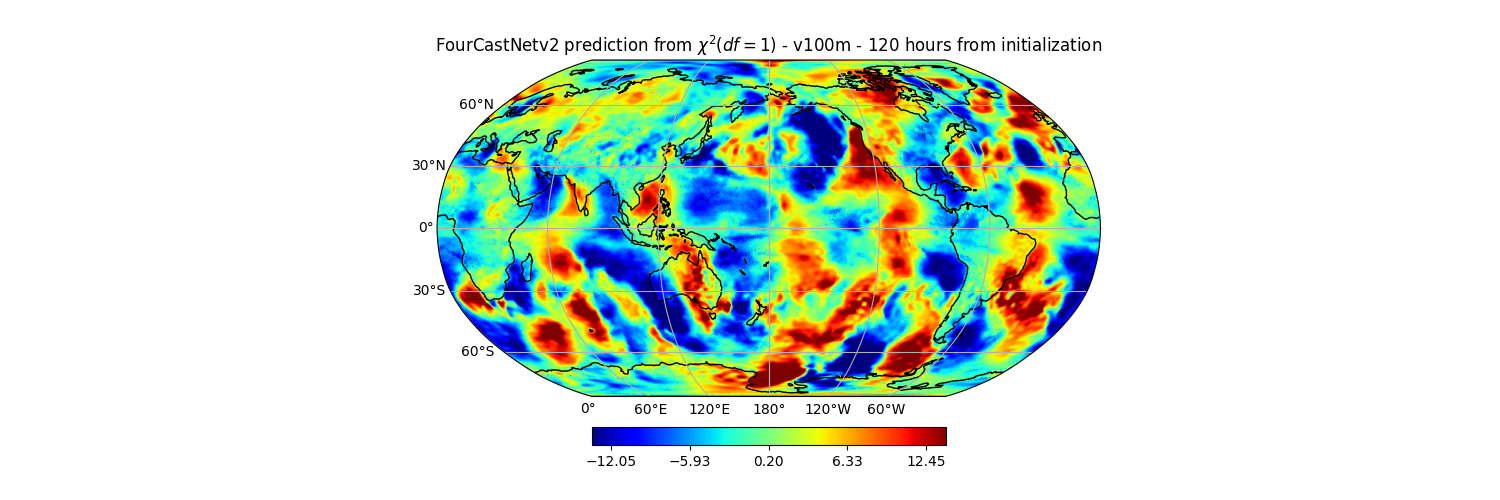 FourCastNetv2 prediction from χ²(df = 1) - v100m - 120 hours from initialization
60°N
30°N
0°
30°S
60°S
0° 60°E 120°E 180° 120°W 60°W
−12.05 −5.93 0.20 6.33 12.45